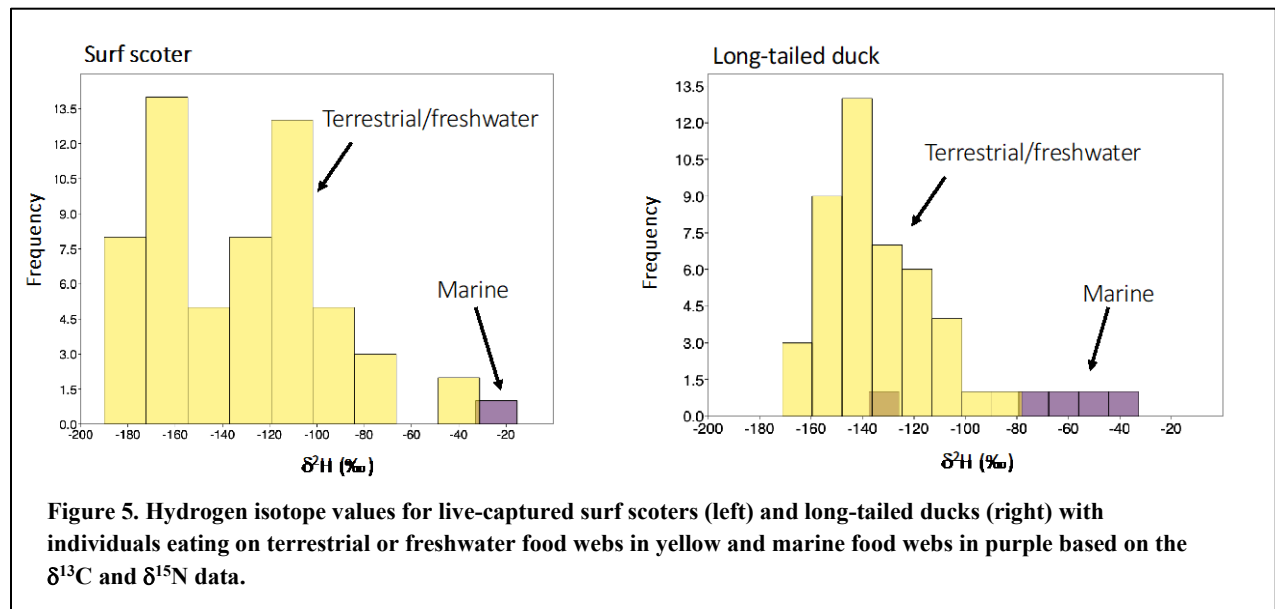 Surf scoter
13.5
12.0
10.5
9.0
7.5
6.0
4.5
3.0
1.5
0.0
Frequency
Terrestrial/freshwater
Marine
-200 -180 -160 -140 -120 -100 -80 -60 -40 -20
δ²H (‰)
Long-tailed duck
13.5
12.0
10.5
9.0
7.5
6.0
4.5
3.0
1.5
0.0
Frequency
Terrestrial/freshwater
Marine
-200 -180 -160 -140 -120 -100 -80 -60 -40 -20
δ²H (‰)
Figure 5. Hydrogen isotope values for live-captured surf scoters (left) and long-tailed ducks (right) with
individuals eating on terrestrial or freshwater food webs in yellow and marine food webs in purple based on the
δ¹³C and δ¹⁵N data.